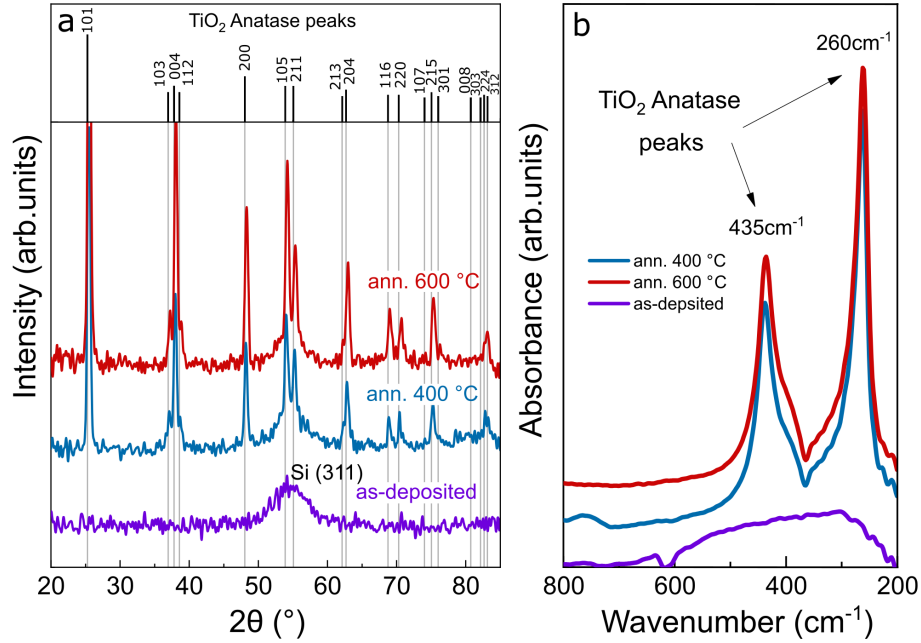 a
TiO2 Anatase peaks
101
103
004
112
200
105
211
213
204
116
220
107
215
301
008
303
224
312
Intensity (arb.units)
ann. 600 °C
ann. 400 °C
Si (311)
as-deposited
20 30 40 50 60 70 80
2θ (°)
b
260cm-1
TiO2 Anatase
peaks
435cm-1
ann. 400 °C
ann. 600 °C
as-depsited
Absorbance (arb.units)
800 600 400 200
Wavenumber (cm-1)